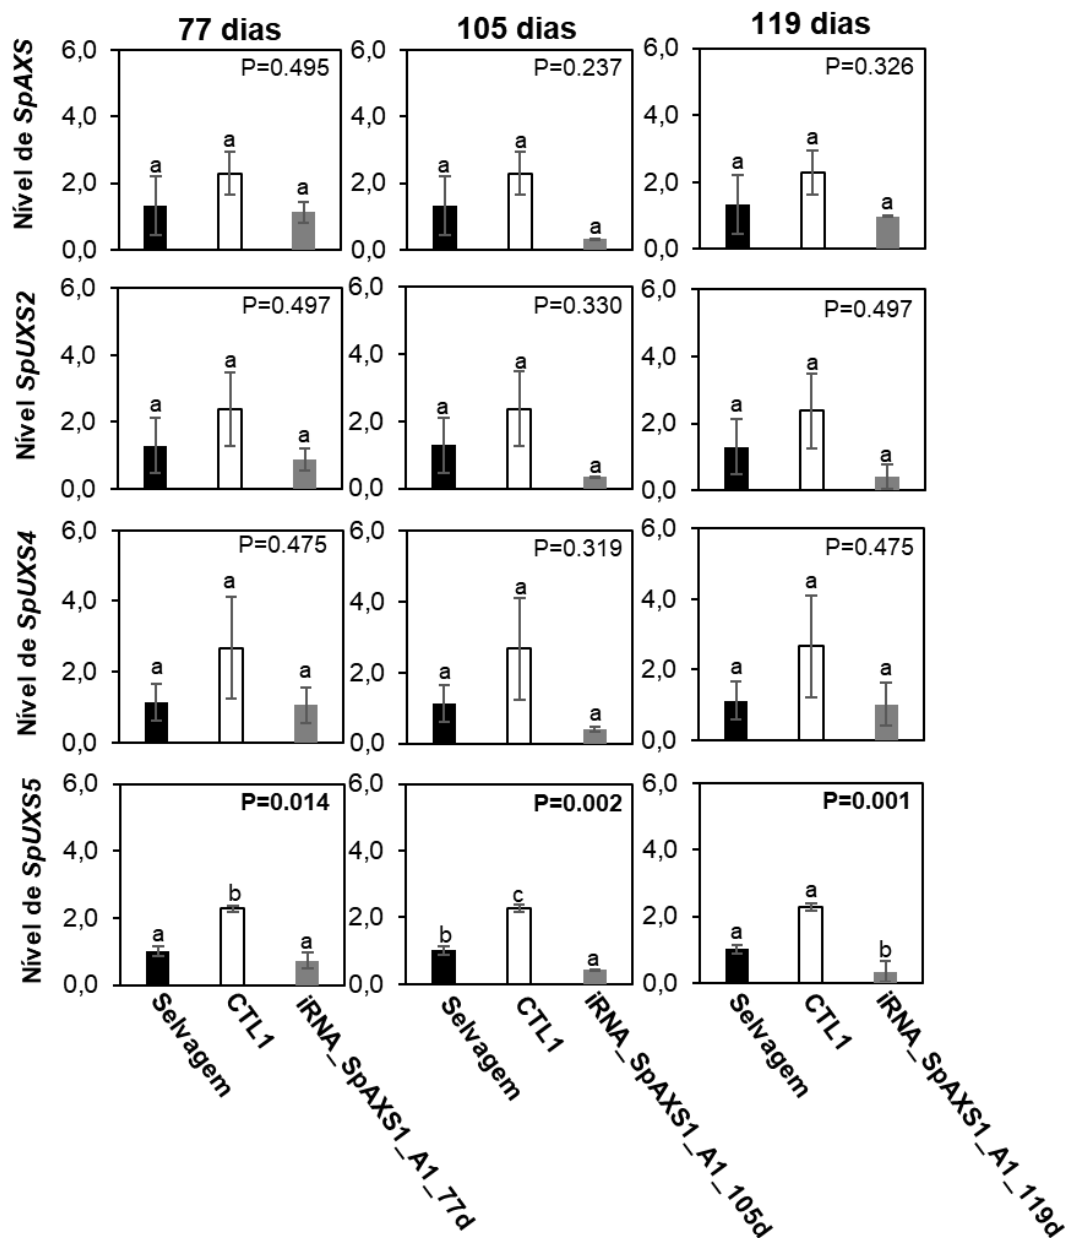 77 dias
105 dias
119 dias
Nível de SpAXS
6,0
4,0
2,0
0,0
P=0.495
a
a
a
6,0
4,0
2,0
0,0
P=0.237
a
a
a
6,0
4,0
2,0
0,0
P=0.326
a
a
a
Nível SpUXS2
6,0
4,0
2,0
0,0
P=0.497
a
a
a
6,0
4,0
2,0
0,0
P=0.330
a
a
a
6,0
4,0
2,0
0,0
P=0.497
a
a
a
Nível de SpUXS4
6,0
4,0
2,0
0,0
P=0.475
a
a
a
6,0
4,0
2,0
0,0
P=0.319
a
a
a
6,0
4,0
2,0
0,0
P=0.475
a
a
a
Nível de SpUXS5
6,0
4,0
2,0
0,0
P=0.014
a
b
a
6,0
4,0
2,0
0,0
P=0.002
b
c
a
6,0
4,0
2,0
0,0
P=0.001
a
a
b
Selvagem
CTL1
iRNA_SpAXS1_A1_77d
Selvagem
CTL1
iRNA_SpAXS1_A1_105d
Selvagem
CTL1
iRNA_SpAXS1_A1_119d